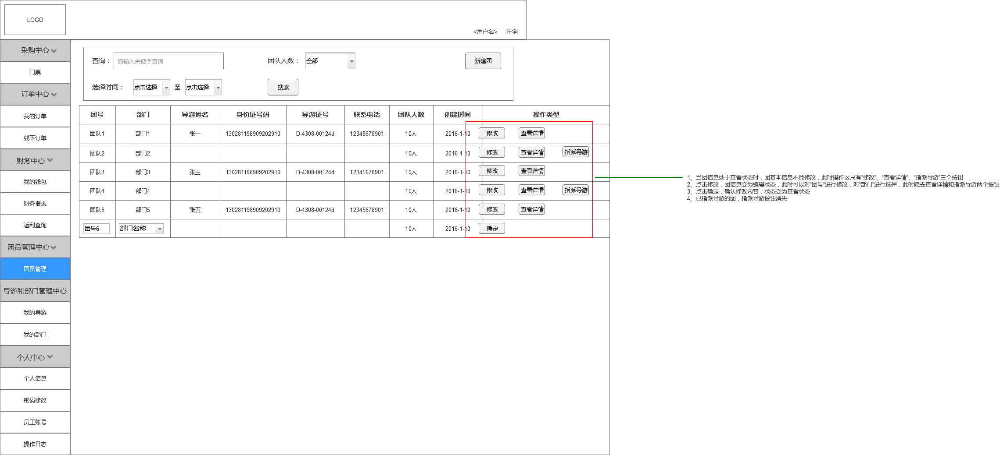 LOGO
<用户名> 注销
采购中心
门票
订单中心
我的订单
线下订单
财务中心
我的钱包
财务报表
返利查询
团员管理中心
团员管理
导游和部门管理中心
我的导游
我的部门
个人中心
个人信息
密码修改
员工账号
操作日志
查询： 请输入关键字查询 团队人数： 全部 新建团
选择时间： 点击选择 至 点击选择 搜索
团号 部门 导游姓名 身份证号码 导游证号 联系电话 团队人数 创建时间 操作类型
团队1 部门1 张一 130281198909202910 D-4308-00124d 12345678901 10人 2016-1-10 修改 查看详情
团队2 部门2 10人 2016-1-10 修改 查看详情 指派导游
团队3 部门3 张三 130281198909202910 D-4308-00124d 12345678901 10人 2016-1-10 修改 查看详情
团队4 部门4 10人 2016-1-10 修改 查看详情 指派导游
团队5 部门5 张五 130281198909202910 D-4308-00124d 12345678901 10人 2016-1-10 修改 查看详情
团号6 部门名称 10人 2016-1-10 确定
1、当团信息处于查看状态时，团基本信息不能修改，此时操作区只有“修改”、“查看详情”、“指派导游”三个按钮
2、点击修改，团信息变为编辑状态，此时可以对“团号”进行修改，对“部门”进行选择，此时隐去查看详情和指派导游两个按钮
3、点击确定，确认修改内容，状态变为查看状态
4、已指派导游的团，指派导游按钮消失